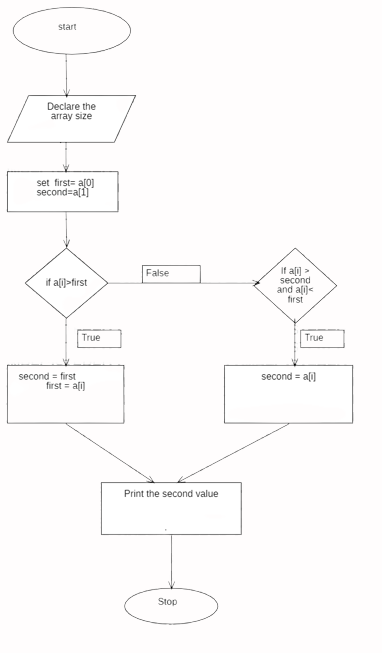 start
Declare the
array size
set first= a[0]
second=a[1]
if a[i]>first
False
If a[i] >
second
and a[i]<
first
True
True
second = first
first = a[i]
second = a[i]
Print the second value
Stop